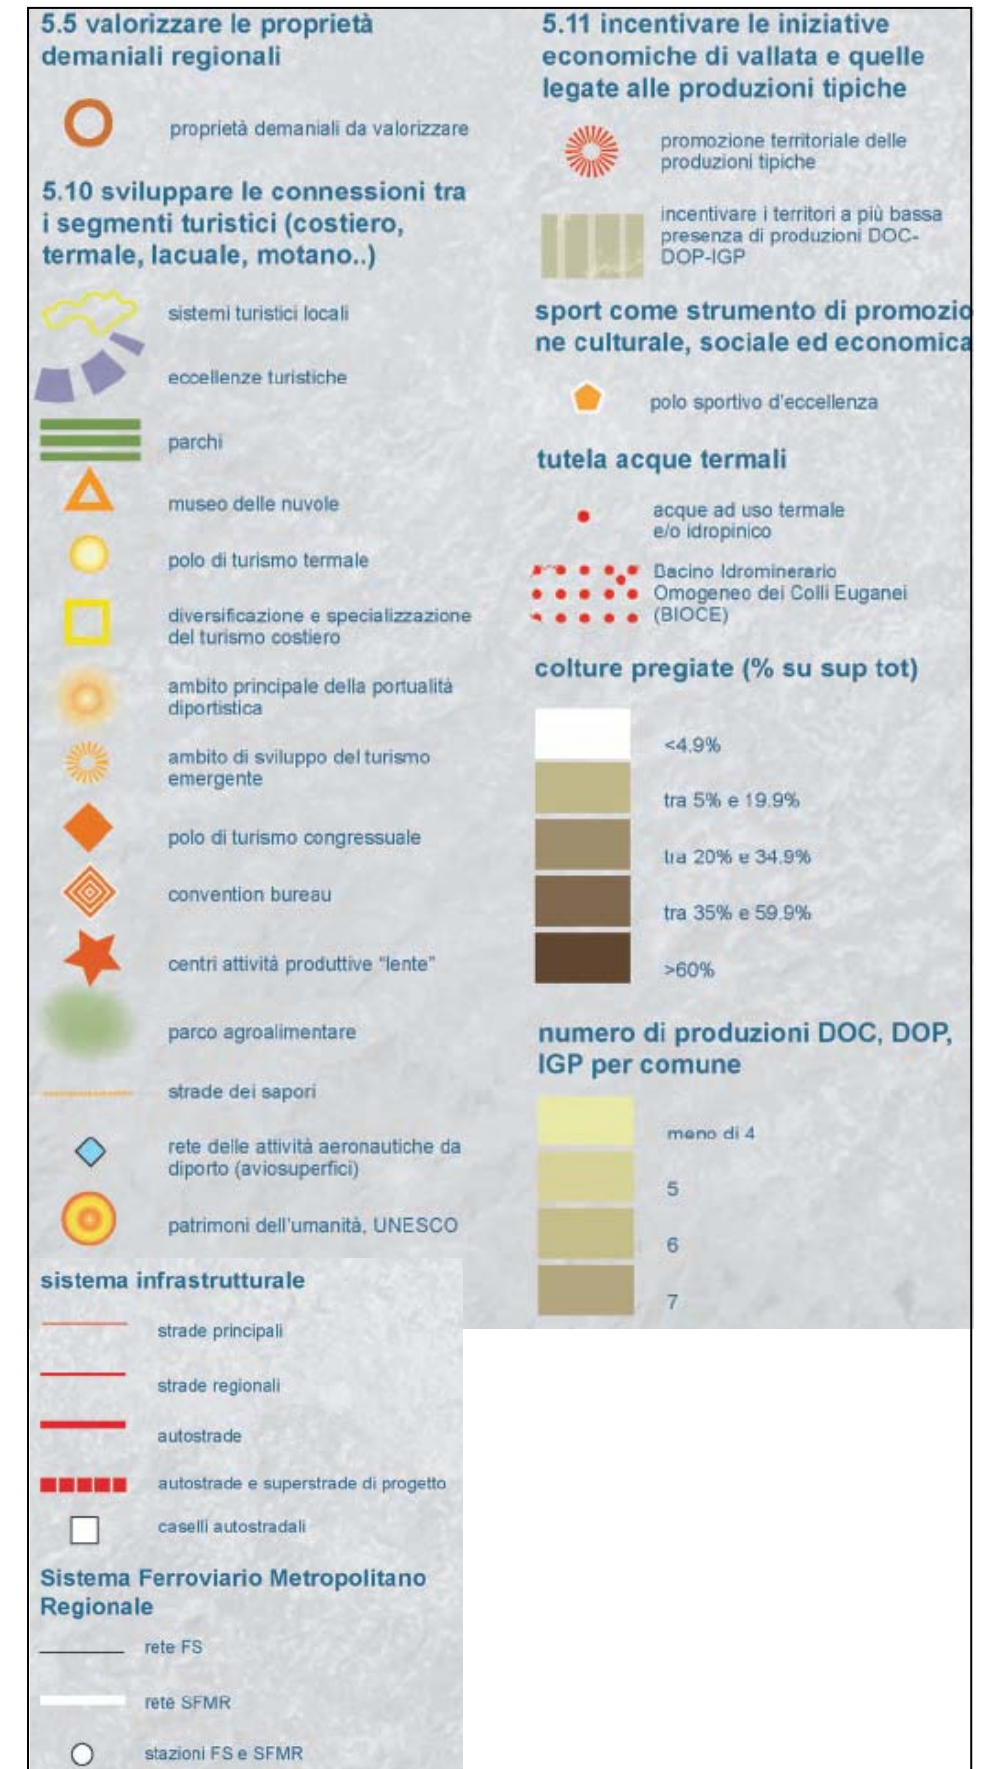 5.5 valorizzare le proprietà
demaniali regionali
proprietà demaniali da valorizzare
5.10 sviluppare le connessioni tra
i segmenti turistici (costiero,
termale, lacuale, motano..)
sistemi turistici locali
eccellenze turistiche
parchi
museo delle nuvole
polo di turismo termale
diversificazione e specializzazione
del turismo costiero
ambito principale della portualità
diportistica
ambito di sviluppo del turismo
emergente
polo di turismo congressuale
convention bureau
centri attività produttive “lente”
parco agroalimentare
strade dei sapori
rete delle attività aeronautiche da
diporto (aviosuperfici)
patrimoni dell'umanità, UNESCO
sistema infrastrutturale
strade principali
strade regionali
autostrade
autostrade e superstrade di progetto
caselli autostradali
Sistema Ferroviario Metropolitano
Regionale
rete FS
rete SFMR
stazioni FS e SFMR
5.11 incentivare le iniziative
economiche di vallata e quelle
legate alle produzioni tipiche
promozione territoriale delle
produzioni tipiche
incentivare i territori a più bassa
presenza di produzioni DOC-
DOP-IGP
sport come strumento di promozio
ne culturale, sociale ed economica
polo sportivo d'eccellenza
tutela acque termali
acque ad uso termale
e/o idropinico
Bacino Idrominerario
Omogeneo dei Colli Euganei
(BIOCE)
colture pregiate (% su sup tot)
<4.9%
tra 5% e 19.9%
tra 20% e 34.9%
tra 35% e 59.9%
>60%
numero di produzioni DOC, DOP,
IGP per comune
meno di 4
5
6
7